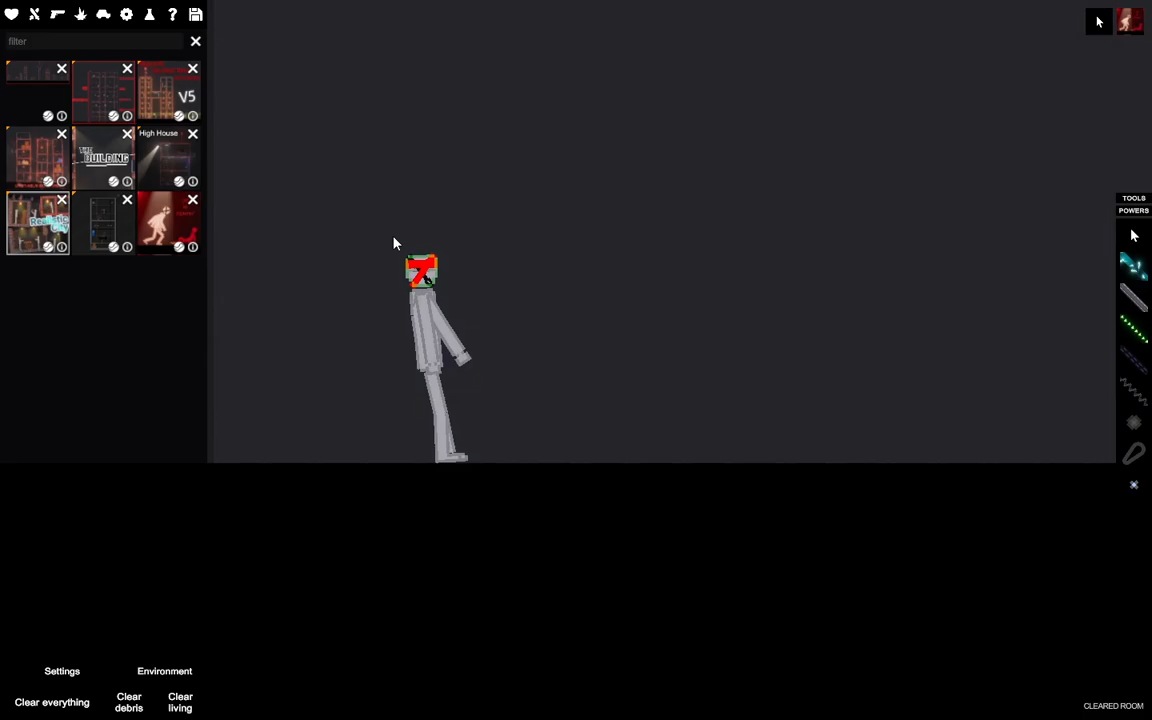 filter
V5
THE
BUILDING
High House
Realistic
City
TOOLS
POWERS
Settings
Environment
Clear everything
Clear
debris
Clear
living
CLEARED ROOM